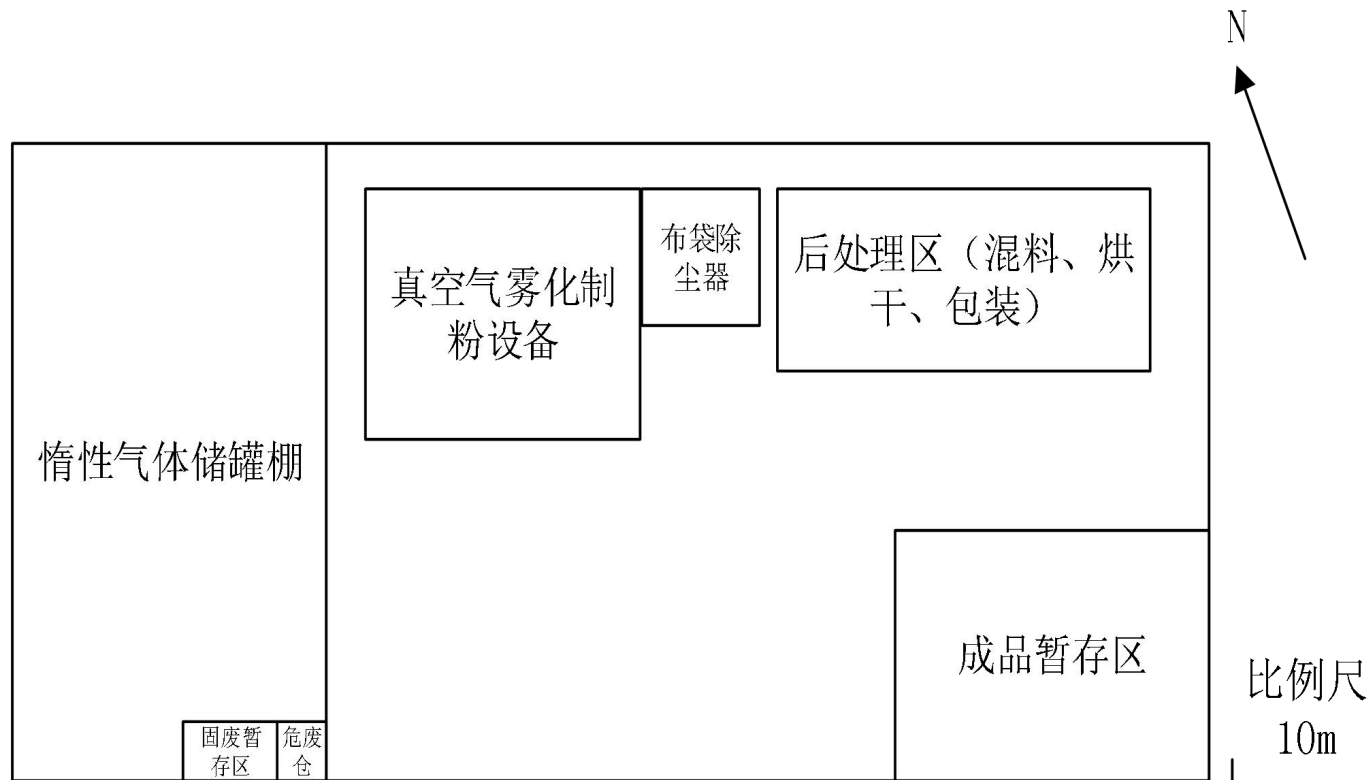 N
布袋除
尘器
后处理区（混料、烘
干、包装）
真空气雾化制
粉设备
惰性气体储罐棚
成品暂存区
固废暂
存区
危废
仓
比例尺
10m